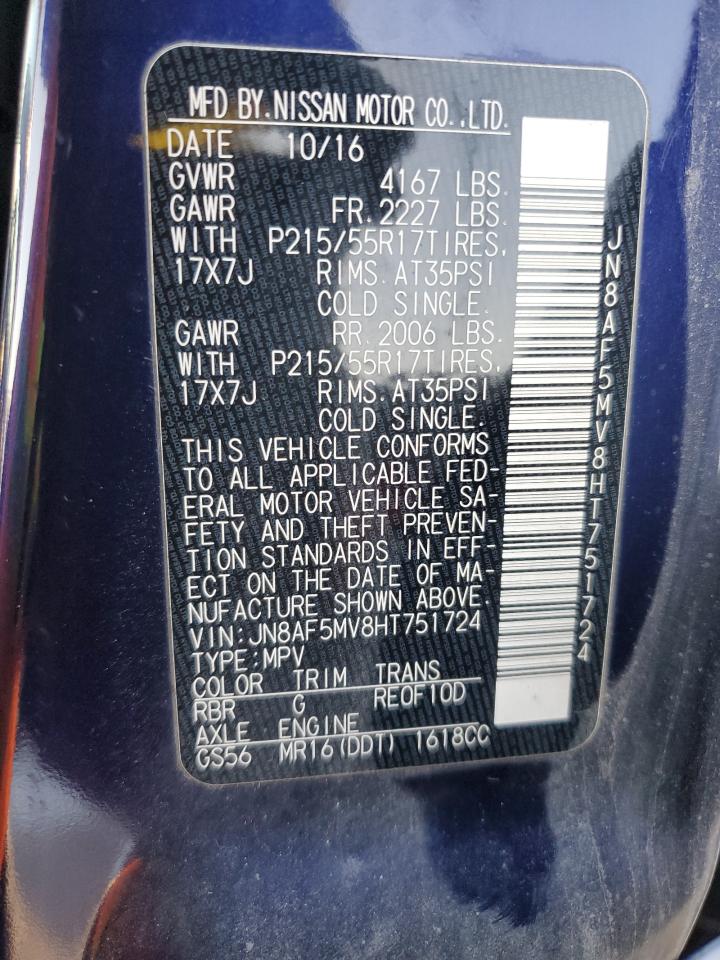 MFD BY.NISSAN MOTOR CO.,LTD.
DATE 10/16
GVWR 4167 LBS.
GAWR FR.2227 LBS.
WITH P215/55R17TIRES,
17X7J RIMS.AT35PSI
COLD SINGLE.
GAWR RR.2006 LBS.
WITH P215/55R17TIRES,
17X7J RIMS.AT35PSI
COLD SINGLE.
THIS VEHICLE CONFORMS
TO ALL APPLICABLE FED-
ERAL MOTOR VEHICLE SA-
FETY AND THEFT PREVEN-
TION STANDARDS IN EFF-
ECT ON THE DATE OF MA-
NUFACTURE SHOWN ABOVE.
VIN:JN8AF5MV8HT751724
TYPE:MPV
COLOR TRIM TRANS
RBR G RE0F10D
AXLE ENGINE
GS56 MR16(DDT) 1618CC
JN8AF5MV8HT751724